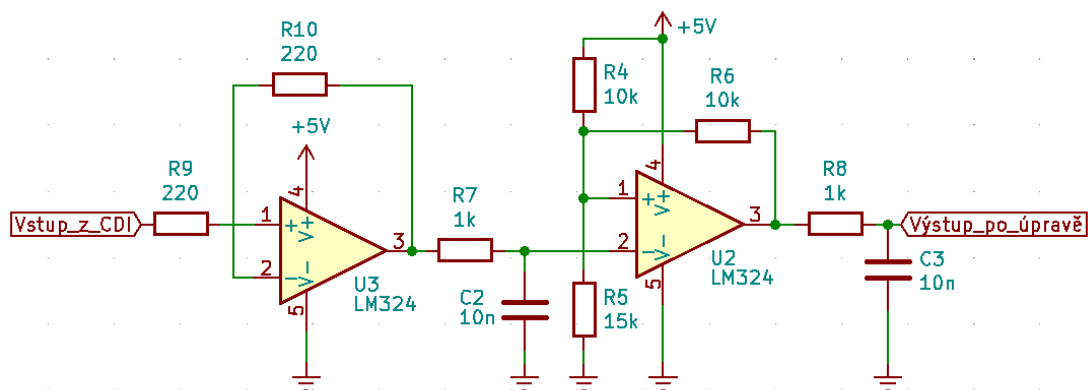 R10
220
+5V
R9
220
Vstup_z_CDI
1
2
3
4
5
+
−
V+
V-
U3
LM324
R7
1k
C2
10n
+5V
R4
10k
R6
10k
1
2
3
4
5
+
−
V+
V-
U2
LM324
R5
15k
R8
1k
C3
10n
Výstup_po_úpravě